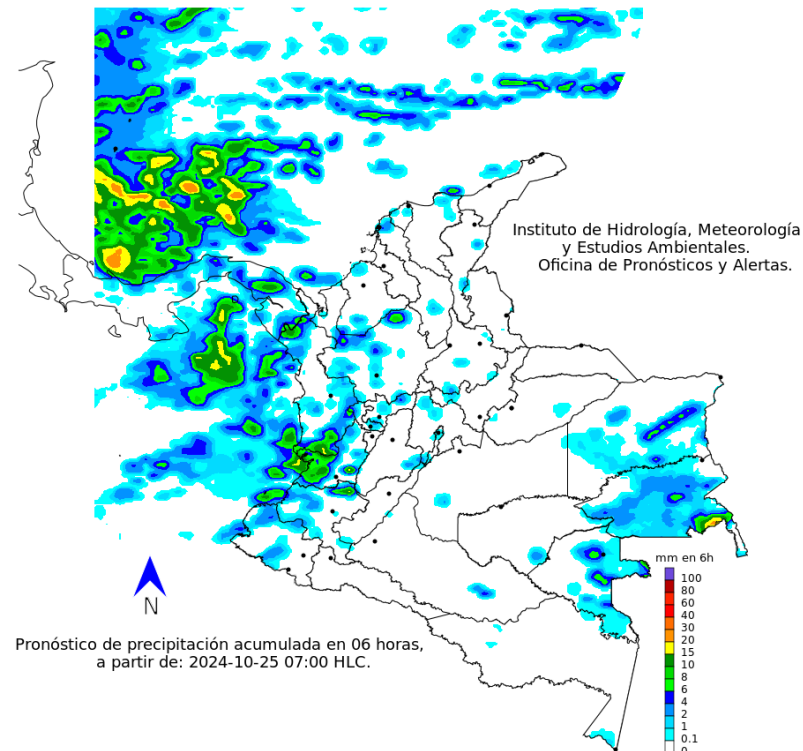 Instituto de Hidrología, Meteorología
y Estudios Ambientales.
Oficina de Pronósticos y Alertas.
N
mm en 6h
100
80
60
40
30
20
15
10
8
6
4
2
1
0.1
0
Pronóstico de precipitación acumulada en 06 horas,
a partir de: 2024-10-25 07:00 HLC.